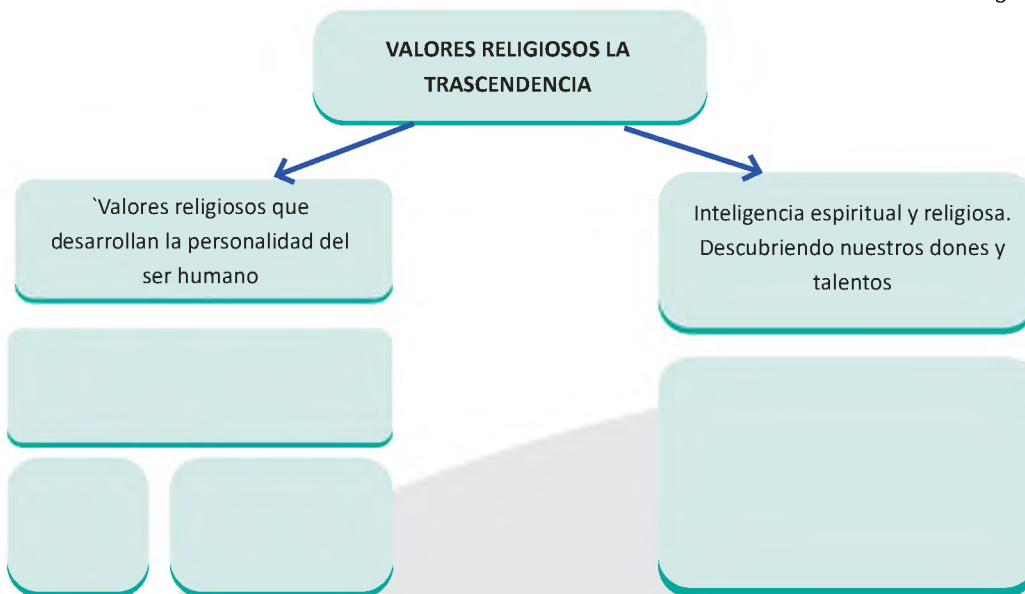 VALORES RELIGIOSOS LA
TRASCENDENCIA
`Valores religiosos que
desarrollan la personalidad del
ser humano
Inteligencia espiritual y religiosa.
Descubriendo nuestros dones y
talentos